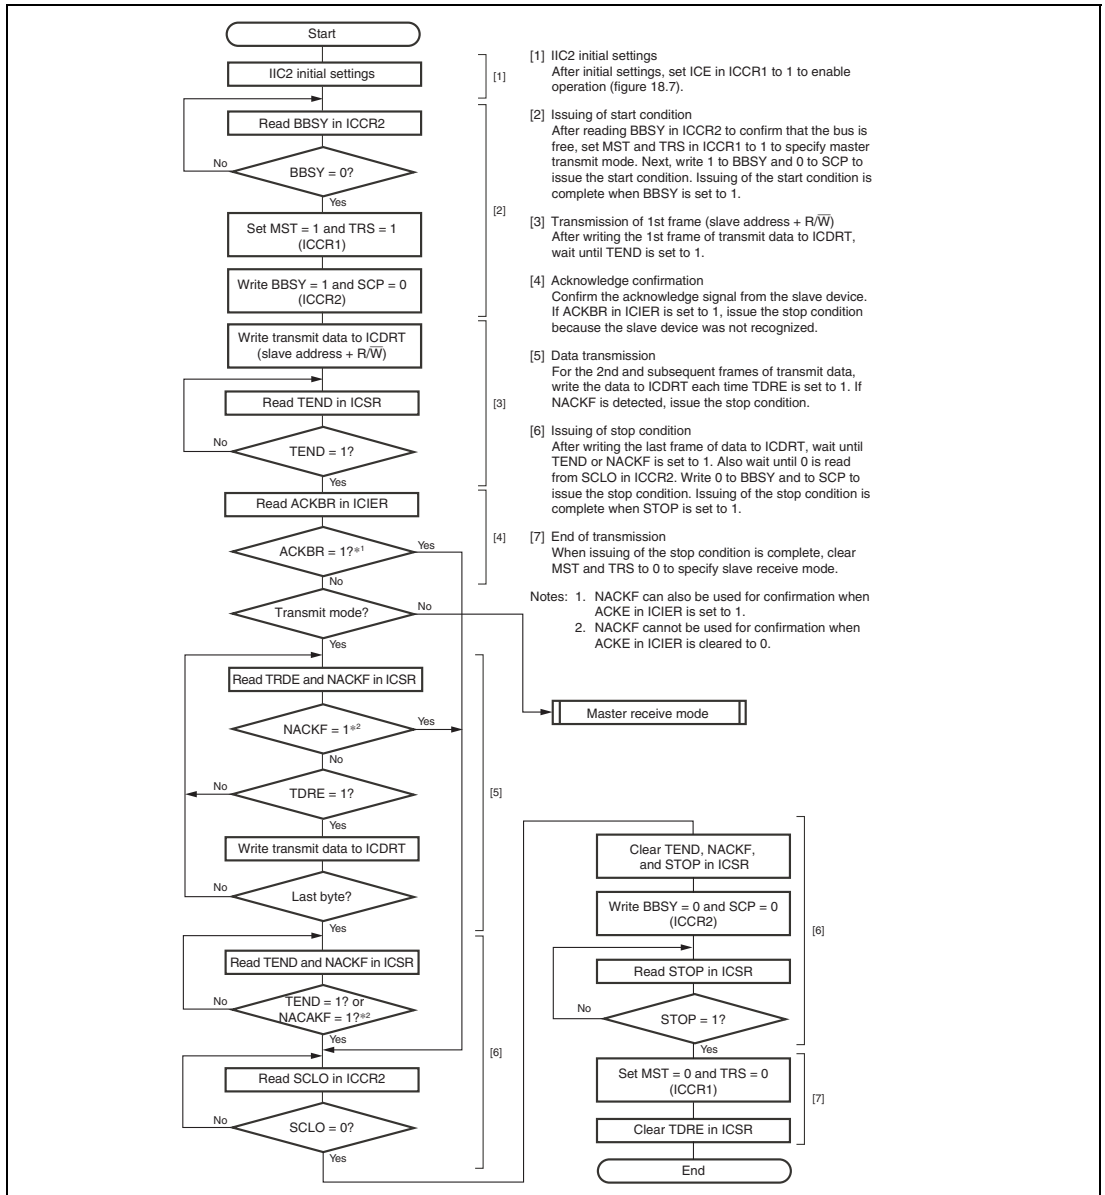 Start
IIC2 initial settings
[1]
Read BBSY in ICCR2
No
BBSY = 0?
Yes
[2]
Set MST = 1 and TRS = 1
(ICCR1)
Write BBSY = 1 and SCP = 0
(ICCR2)
Write transmit data to ICDRT
(slave address + R/W̅)
Read TEND in ICSR
[3]
No
TEND = 1?
Yes
Read ACKBR in ICIER
[4]
ACKBR = 1?*1
Yes
No
Transmit mode?
No
Yes
Read TRDE and NACKF in ICSR
NACKF = 1*2
Yes
No
No
TDRE = 1?
[5]
Yes
Write transmit data to ICDRT
No
Last byte?
Yes
Read TEND and NACKF in ICSR
No
TEND = 1? or
NACAKF = 1?*2
Yes
[6]
Read SCLO in ICCR2
No
SCLO = 0?
Yes
[1] IIC2 initial settings
After initial settings, set ICE in ICCR1 to 1 to enable
operation (figure 18.7).
[2] Issuing of start condition
After reading BBSY in ICCR2 to confirm that the bus is
free, set MST and TRS in ICCR1 to 1 to specify master
transmit mode. Next, write 1 to BBSY and 0 to SCP to
issue the start condition. Issuing of the start condition is
complete when BBSY is set to 1.
[3] Transmission of 1st frame (slave address + R/W̅)
After writing the 1st frame of transmit data to ICDRT,
wait until TEND is set to 1.
[4] Acknowledge confirmation
Confirm the acknowledge signal from the slave device.
If ACKBR in ICIER is set to 1, issue the stop condition
because the slave device was not recognized.
[5] Data transmission
For the 2nd and subsequent frames of transmit data,
write the data to ICDRT each time TDRE is set to 1. If
NACKF is detected, issue the stop condition.
[6] Issuing of stop condition
After writing the last frame of data to ICDRT, wait until
TEND or NACKF is set to 1. Also wait until 0 is read
from SCLO in ICCR2. Write 0 to BBSY and to SCP to
issue the stop condition. Issuing of the stop condition is
complete when STOP is set to 1.
[7] End of transmission
When issuing of the stop condition is complete, clear
MST and TRS to 0 to specify slave receive mode.
Notes: 1. NACKF can also be used for confirmation when
ACKE in ICIER is set to 1.
2. NACKF cannot be used for confirmation when
ACKE in ICIER is cleared to 0.
Master receive mode
Clear TEND, NACKF,
and STOP in ICSR
Write BBSY = 0 and SCP = 0
(ICCR2)
[6]
Read STOP in ICSR
No
STOP = 1?
Yes
Set MST = 0 and TRS = 0
(ICCR1)
[7]
Clear TDRE in ICSR
End